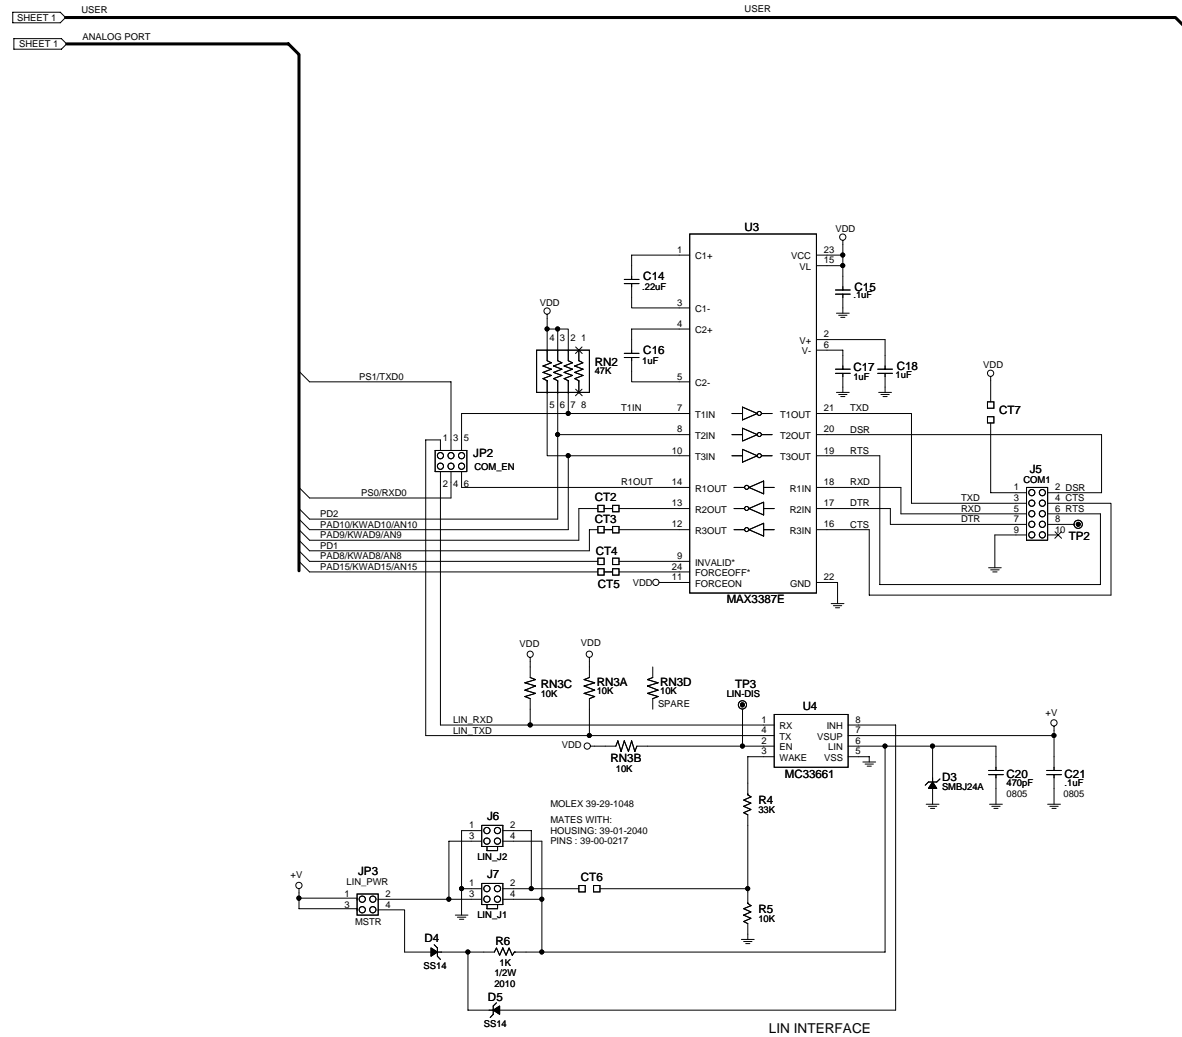 SHEET 1 USER USER
SHEET 1 ANALOG PORT
U3
VDD
1 C1+ VCC 23
VL 15
C14
.22uF
C15
.1uF
3 C1-
VDD
4 C2+
4 3 2 1
V+ 2
V- 6
RN2
47K
C16
1uF
C17
1uF
C18
1uF
VDD
5 C2-
PS1/TXD0
5 6 7 8
CT7
T1IN 7 T1IN T1OUT 21 TXD
8 T2IN T2OUT 20 DSR
1 3 5
10 T3IN T3OUT 19 RTS
JP2
COM_EN
J5
COM1
2 4 6
R1OUT 14 R1OUT R1IN 18 RXD
1 2 DSR
PS0/RXD0
CT2
13 R2OUT R2IN 17 DTR
TXD 3 4 CTS
RXD 5 6 RTS
PD2
CT3
12 R3OUT R3IN 16 CTS
DTR 7 8
PAD10/KWAD10/AN10
9 10
TP2
PAD9/KWAD9/AN9
PD1
CT4
PAD8/KWAD8/AN8
9 INVALID*
PAD15/KWAD15/AN15
24 FORCEOFF*
CT5
VDD 11 FORCEON
GND 22
MAX3387E
VDD
VDD
RN3C
10K
RN3A
10K
RN3D
10K
SPARE
TP3
LIN-DIS
U4
+V
LIN_RXD 1 RX INH 8
LIN_TXD 4 TX VSUP 7
VDD 2 EN LIN 6
3 WAKE VSS 5
RN3B
10K
MC33661
D3
SMBJ24A
C20
470pF
0805
C21
.1uF
0805
R4
33K
MOLEX 39-29-1048
MATES WITH:
HOUSING: 39-01-2040
PINS : 39-00-0217
J6
1 2
3 4
LIN_J2
J7
1 2
3 4
LIN_J1
CT6
+V
JP3
LIN_PWR
1 2
3 4
MSTR
R5
10K
D4
SS14
R6
1K
1/2W
2010
D5
SS14
LIN INTERFACE